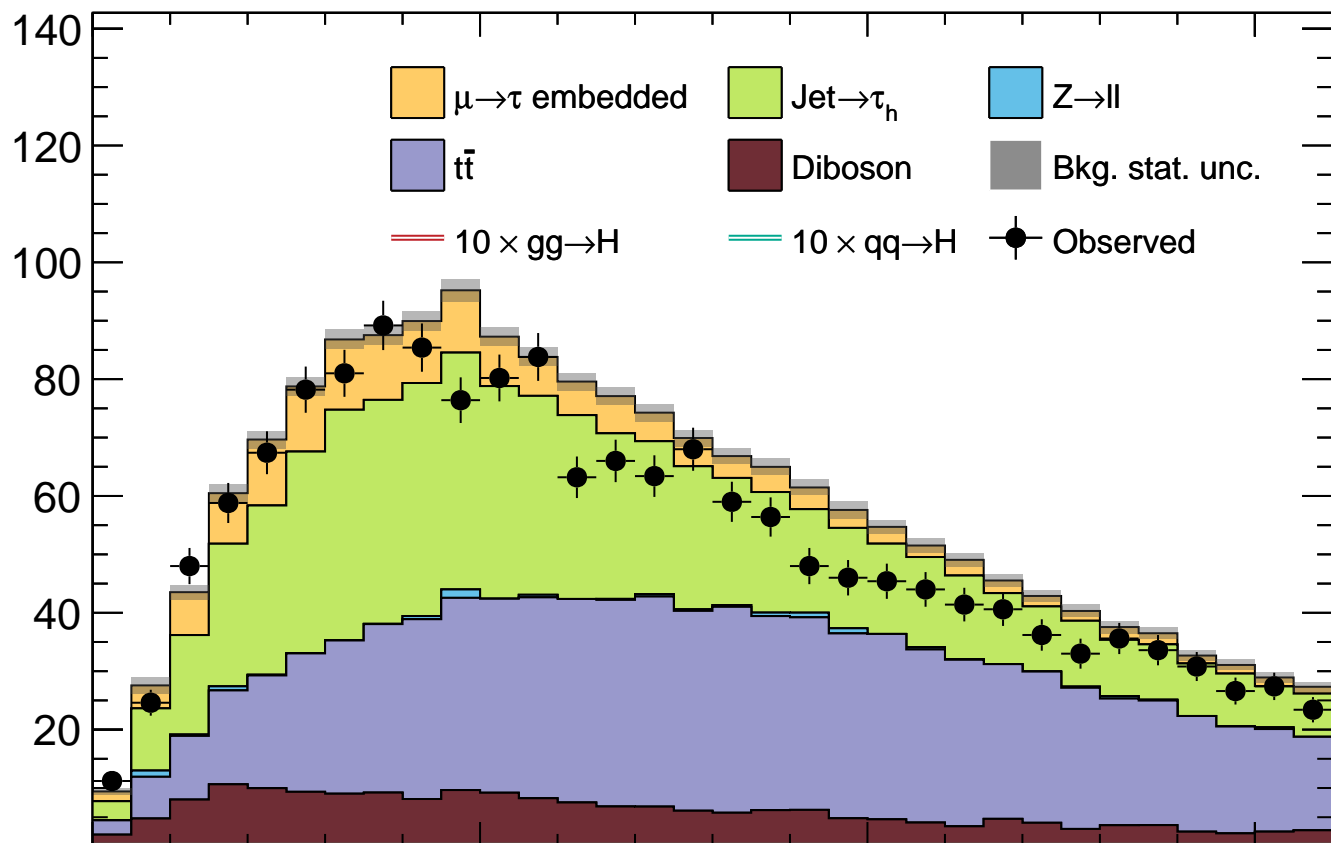 140
120
100
80
60
40
20
μ→τ embedded Jet→τh Z→ll
tt̄ Diboson Bkg. stat. unc.
10 × gg→H 10 × qq→H Observed